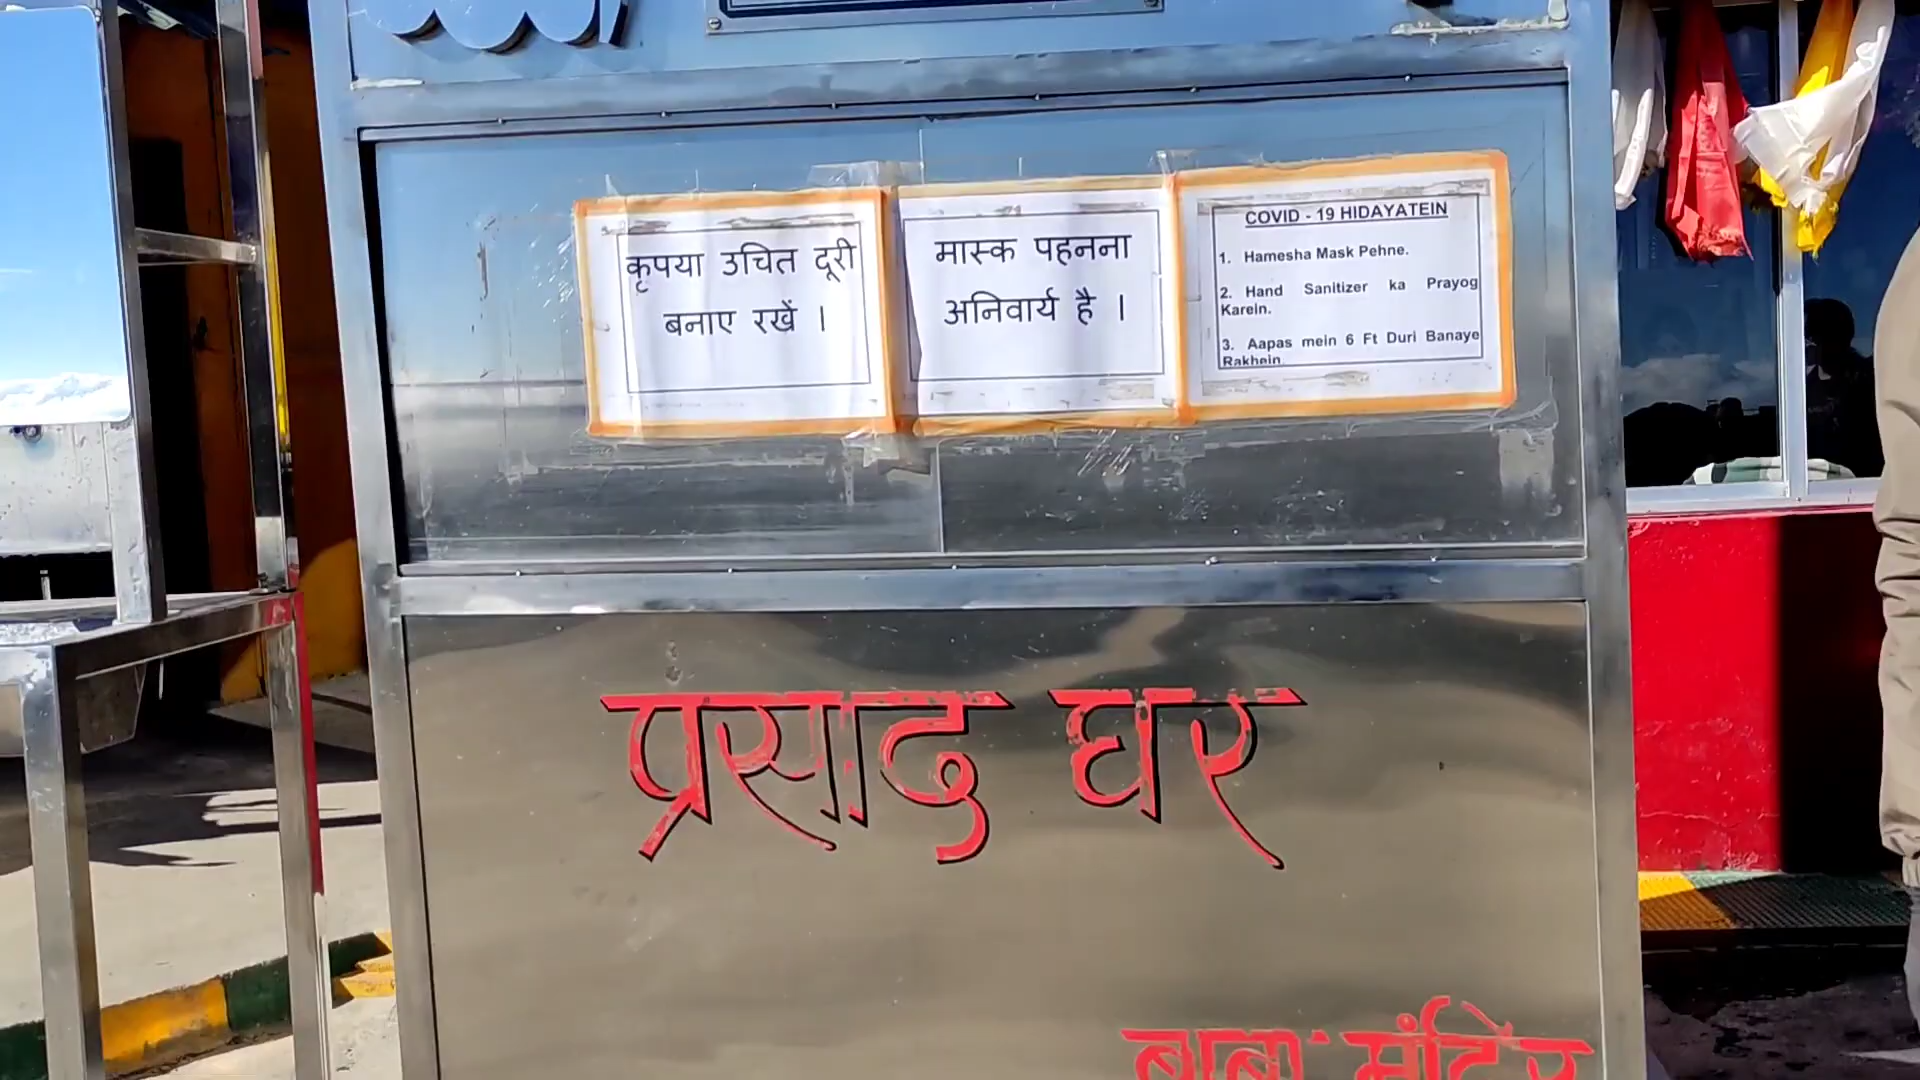 कृपया उचित दूरी
बनाए रखें ।
मास्क पहनना
अनिवार्य है ।
COVID - 19 HIDAYATEIN
1. Hamesha Mask Pehne.
2. Hand Sanitizer ka Prayog
Karein.
3. Aapas mein 6 Ft Duri Banaye
Rakhein
प्रसाद घर
बाबा मंदिर